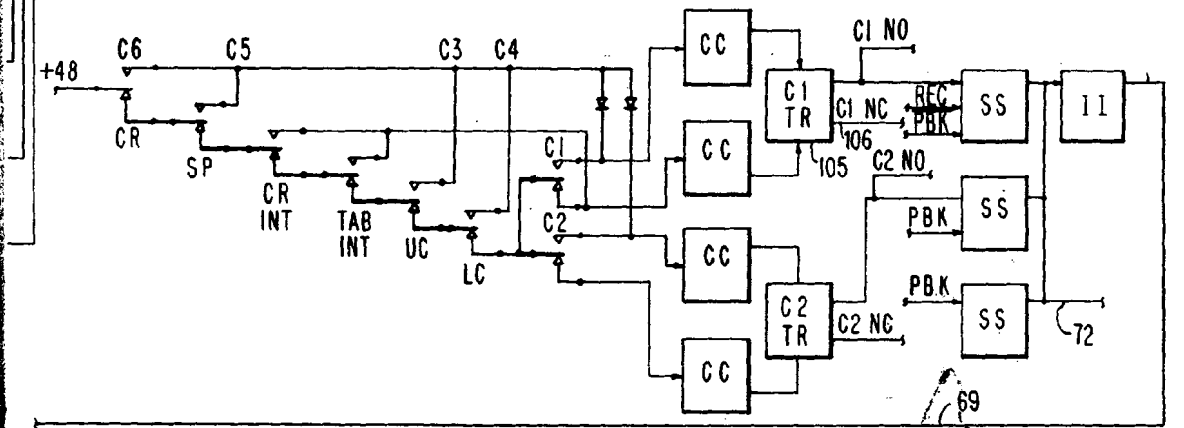 +48
C6
C5
C3
C4
CR
SP
CR
INT
TAB
INT
UC
LC
C1
C2
CC
CC
CC
CC
C1
TR
C2
TR
C1 NO
C1 NC
106
105
REC
PBK
C2 NO
PBK
PBK
C2 NC
SS
SS
SS
II
72
69